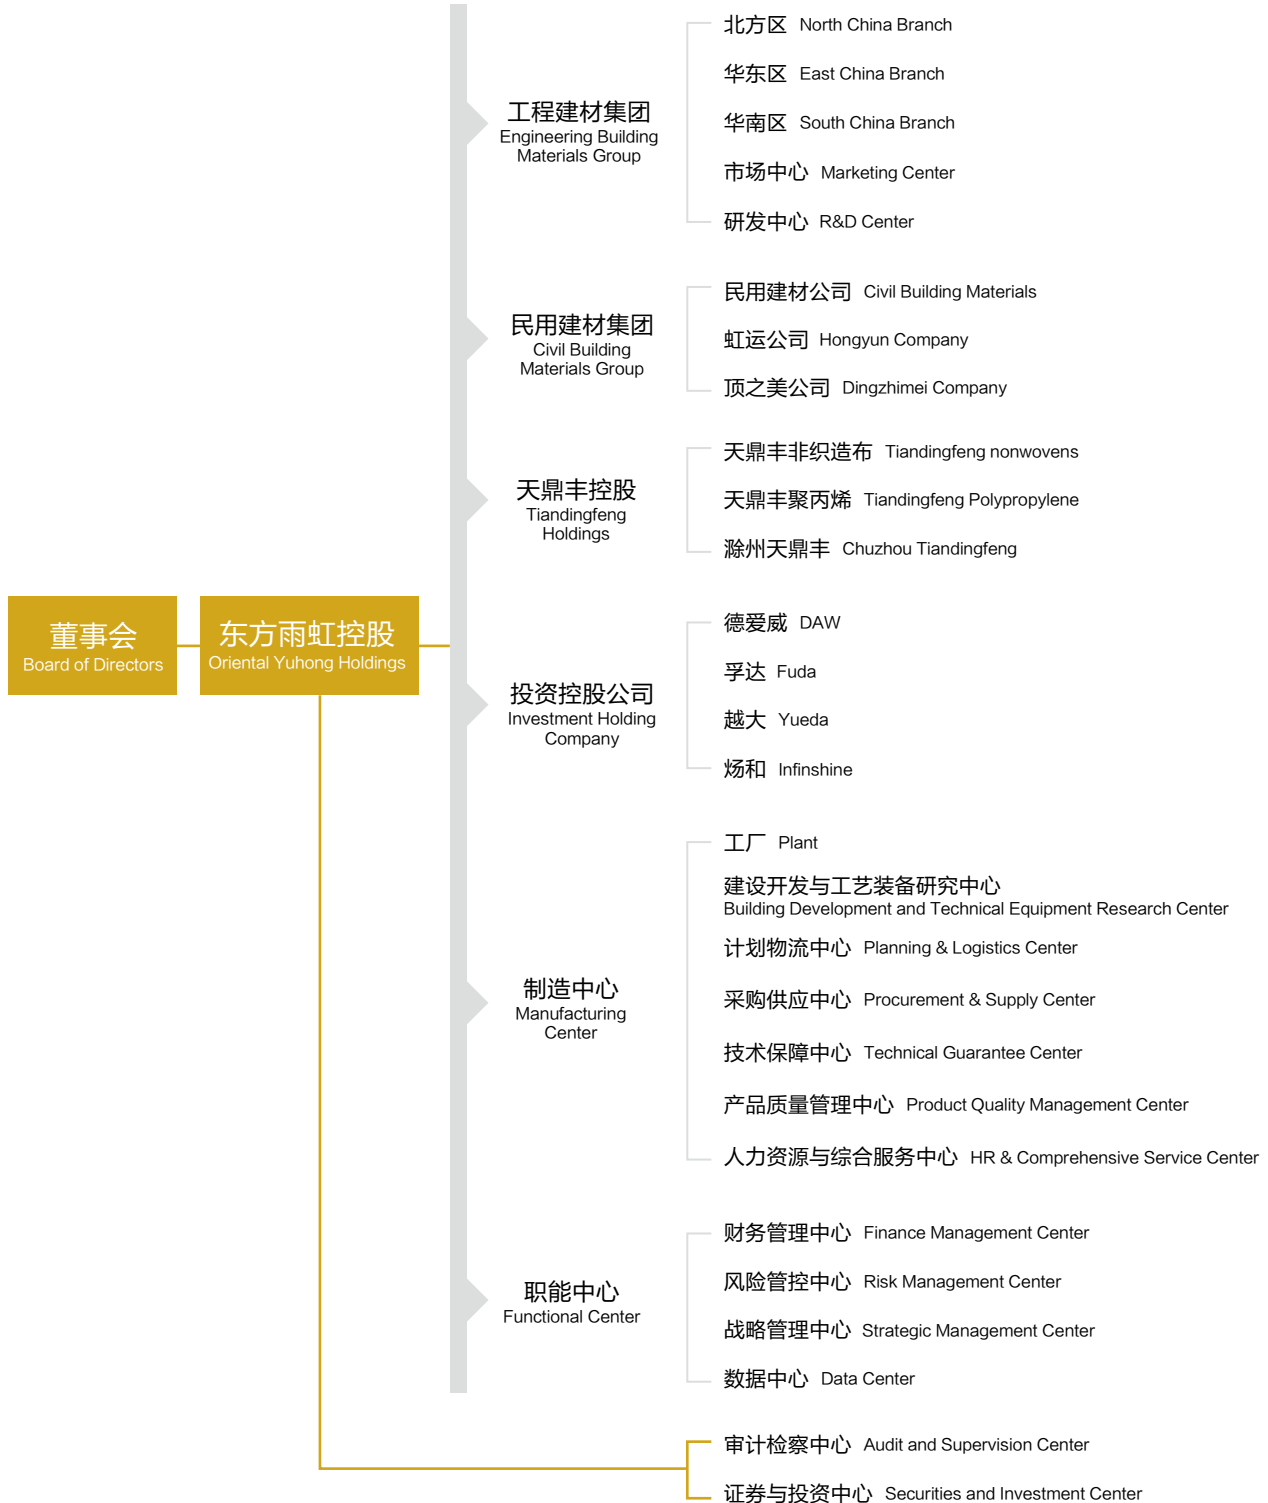 董事会
Board of Directors
东方雨虹控股
Oriental Yuhong Holdings
工程建材集团
Engineering Building
Materials Group
北方区 North China Branch
华东区 East China Branch
华南区 South China Branch
市场中心 Marketing Center
研发中心 R&D Center
民用建材集团
Civil Building
Materials Group
民用建材公司 Civil Building Materials
虹运公司 Hongyun Company
顶之美公司 Dingzhimei Company
天鼎丰控股
Tiandingfeng
Holdings
天鼎丰非织造布 Tiandingfeng nonwovens
天鼎丰聚丙烯 Tiandingfeng Polypropylene
滁州天鼎丰 Chuzhou Tiandingfeng
投资控股公司
Investment Holding
Company
德爱威 DAW
孚达 Fuda
越大 Yueda
炀和 Infinshine
制造中心
Manufacturing
Center
工厂 Plant
建设开发与工艺装备研究中心
Building Development and Technical Equipment Research Center
计划物流中心 Planning & Logistics Center
采购供应中心 Procurement & Supply Center
技术保障中心 Technical Guarantee Center
产品质量管理中心 Product Quality Management Center
人力资源与综合服务中心 HR & Comprehensive Service Center
职能中心
Functional Center
财务管理中心 Finance Management Center
风险管控中心 Risk Management Center
战略管理中心 Strategic Management Center
数据中心 Data Center
审计检察中心 Audit and Supervision Center
证券与投资中心 Securities and Investment Center